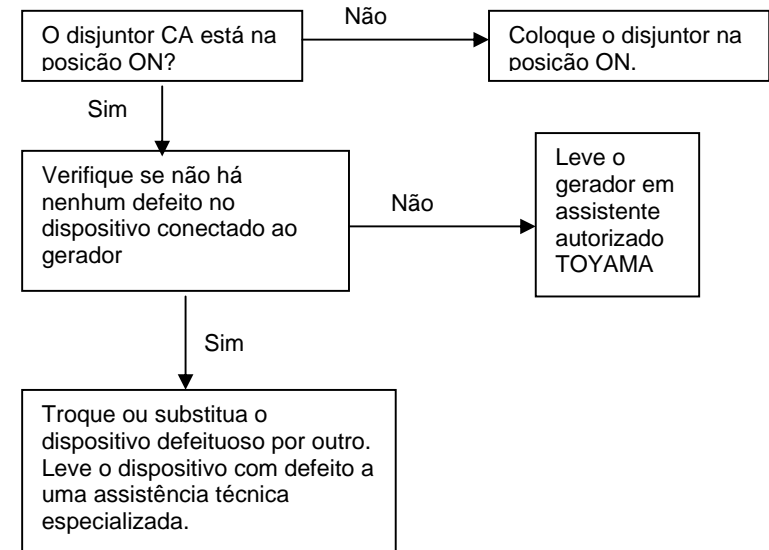 Não
O disjuntor CA está na
posição ON?
Coloque o disjuntor na
posição ON.
Sim
Verifique se não há
nenhum defeito no
dispositivo conectado ao
gerador
Não
Leve o
gerador em
assistente
autorizado
TOYAMA
Sim
Troque ou substitua o
dispositivo defeituoso por outro.
Leve o dispositivo com defeito a
uma assistência técnica
especializada.